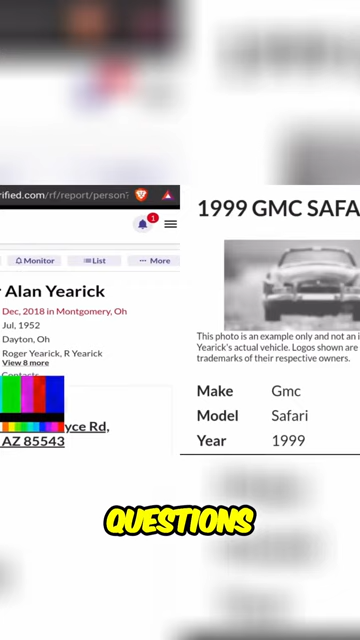 rified.com/rf/report/person?
1
Monitor
List
More
Alan Yearick
Dec, 2018 in Montgomery, Oh
Jul, 1952
Dayton, Oh
Roger Yearick, R Yearick
View 8 more
Contacts
yce Rd,
AZ 85543
1999 GMC SAFA
This photo is an example only and not an i
Yearick's actual vehicle. Logos shown are
trademarks of their respective owners.
Make Gmc
Model Safari
Year 1999
QUESTIONS